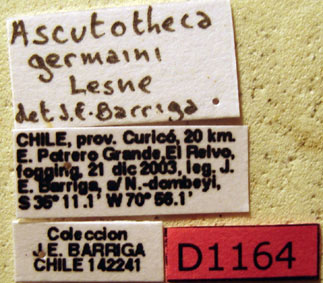 Ascutotheca
germaini
Lesne
det J.E. Barriga
CHILE, prov. Curicó, 20 km.
E. Potrero Grande, El Relvo,
fogging, 21 dic 2003, leg. J.
E. Barriga, s/ N. dombeyi,
S 35° 11.1' W 70° 56.1'
Coleccion
J.E. BARRIGA
CHILE 142241
D1164